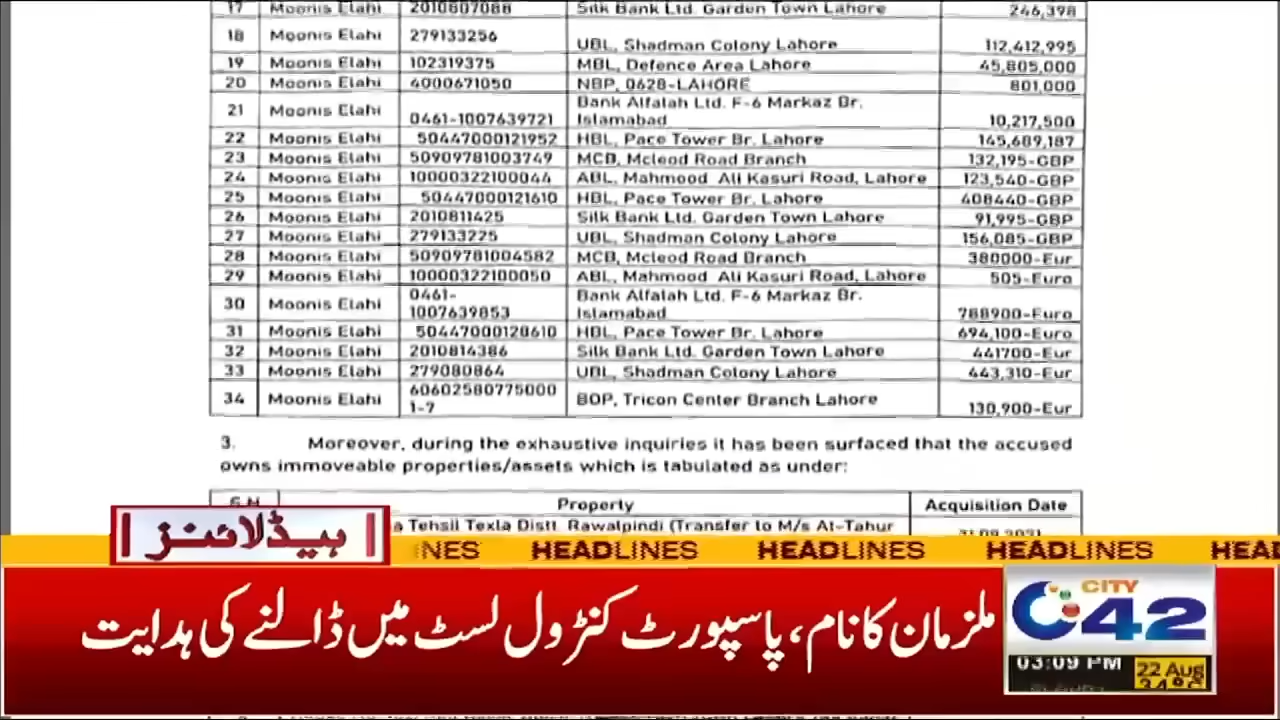 17 Moonis Elahi 2010807088 Silk Bank Ltd. Garden Town Lahore 246,398
18 Moonis Elahi 279133256 UBL, Shadman Colony Lahore 112,412,995
19 Moonis Elahi 102319375 MBL, Defence Area Lahore 45,805,000
20 Moonis Elahi 4000671050 NBP, 0628-LAHORE 801,000
21 Moonis Elahi 0461-1007639721 Bank Alfalah Ltd. F-6 Markaz Br.
Islamabad 10,217,500
22 Moonis Elahi 50447000121952 HBL, Pace Tower Br. Lahore 145,689,187
23 Moonis Elahi 50909781003749 MCB, Mcleod Road Branch 132,195-GBP
24 Moonis Elahi 10000322100044 ABL, Mahmood Ali Kasuri Road, Lahore 123,540-GBP
25 Moonis Elahi 50447000121610 HBL, Pace Tower Br. Lahore 408440-GBP
26 Moonis Elahi 2010811425 Silk Bank Ltd. Garden Town Lahore 91,995-GBP
27 Moonis Elahi 279133225 UBL, Shadman Colony Lahore 156,085-GBP
28 Moonis Elahi 50909781004582 MCB, Mcleod Road Branch 380000-Eur
29 Moonis Elahi 10000322100050 ABL, Mahmood Ali Kasuri Road, Lahore 505-Euro
30 Moonis Elahi 0461- Bank Alfalah Ltd. F-6 Markaz Br.
1007639853 Islamabad 788900-Euro
31 Moonis Elahi 50447000128610 HBL, Pace Tower Br. Lahore 694,100-Euro
32 Moonis Elahi 2010814386 Silk Bank Ltd. Garden Town Lahore 441700-Eur
33 Moonis Elahi 279080864 UBL, Shadman Colony Lahore 443,310-Eur
34 Moonis Elahi 60602580775000 BOP, Tricon Center Branch Lahore
1-7 130,900-Eur
3. Moreover, during the exhaustive inquiries it has been surfaced that the accused
owns immoveable properties/assets which is tabulated as under:
Property Acquisition Date
a Tehsil Texla Distt. Rawalpindi (Transfer to M/s At-Tahur
ہیڈلائنز
INES HEADLINES HEADLINES HEADLINES HEAD
ملزمان کا نام، پاسپورٹ کنٹرول لسٹ میں ڈالنے کی ہدایت
CITY
42
03:09 PM 22 Aug